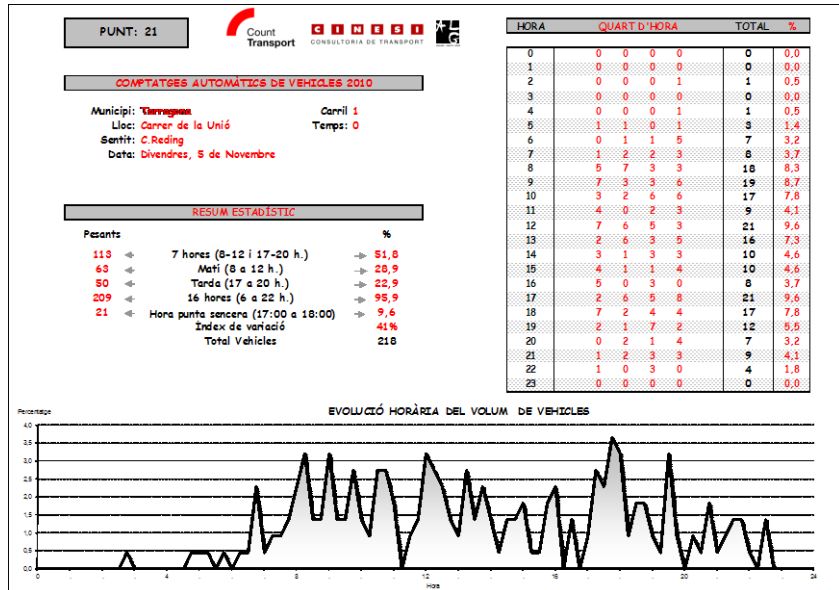 PUNT: 21
Count
Transport
CINESI
CONSULTORIA DE TRANSPORT
COMPTATGES AUTOMÀTICS DE VEHICLES 2010
Municipi: Carril 1
Lloc: Carrer de la Unió Temps: 0
Sentit: C.Reding
Data: Divendres, 5 de Novembre
RESUM ESTADÍSTIC
Pesants %
113 7 hores (8-12 i 17-20 h.) 51,8
63 Matí (8 a 12 h.) 28,9
50 Tarda (17 a 20 h.) 22,9
209 16 hores (6 a 22 h.) 95,9
21 Hora punta sencera (17:00 a 18:00) 9,6
Índex de variació 41%
Total Vehicles 218
HORA QUART D'HORA TOTAL %
0 0 0 0 0 0 0,0
1 0 0 0 0 0 0,0
2 0 0 0 1 1 0,5
3 0 0 0 0 0 0,0
4 0 0 0 1 1 0,5
5 1 1 0 1 3 1,4
6 0 1 1 5 7 3,2
7 1 2 2 3 8 3,7
8 5 7 3 3 18 8,3
9 7 3 3 6 19 8,7
10 3 2 6 6 17 7,8
11 4 0 2 3 9 4,1
12 7 6 5 3 21 9,6
13 2 6 3 5 16 7,3
14 3 1 3 3 10 4,6
15 4 1 1 4 10 4,6
16 5 0 3 0 8 3,7
17 2 6 5 8 21 9,6
18 7 2 4 4 17 7,8
19 2 1 7 2 12 5,5
20 0 2 1 4 7 3,2
21 1 2 3 3 9 4,1
22 1 0 3 0 4 1,8
23 0 0 0 0 0 0,0
EVOLUCIÓ HORÀRIA DEL VOLUM DE VEHICLES
Percentatge
4,0
3,5
3,0
2,5
2,0
1,5
1,0
0,5
0,0
0 4 8 12 16 20 24
Hora